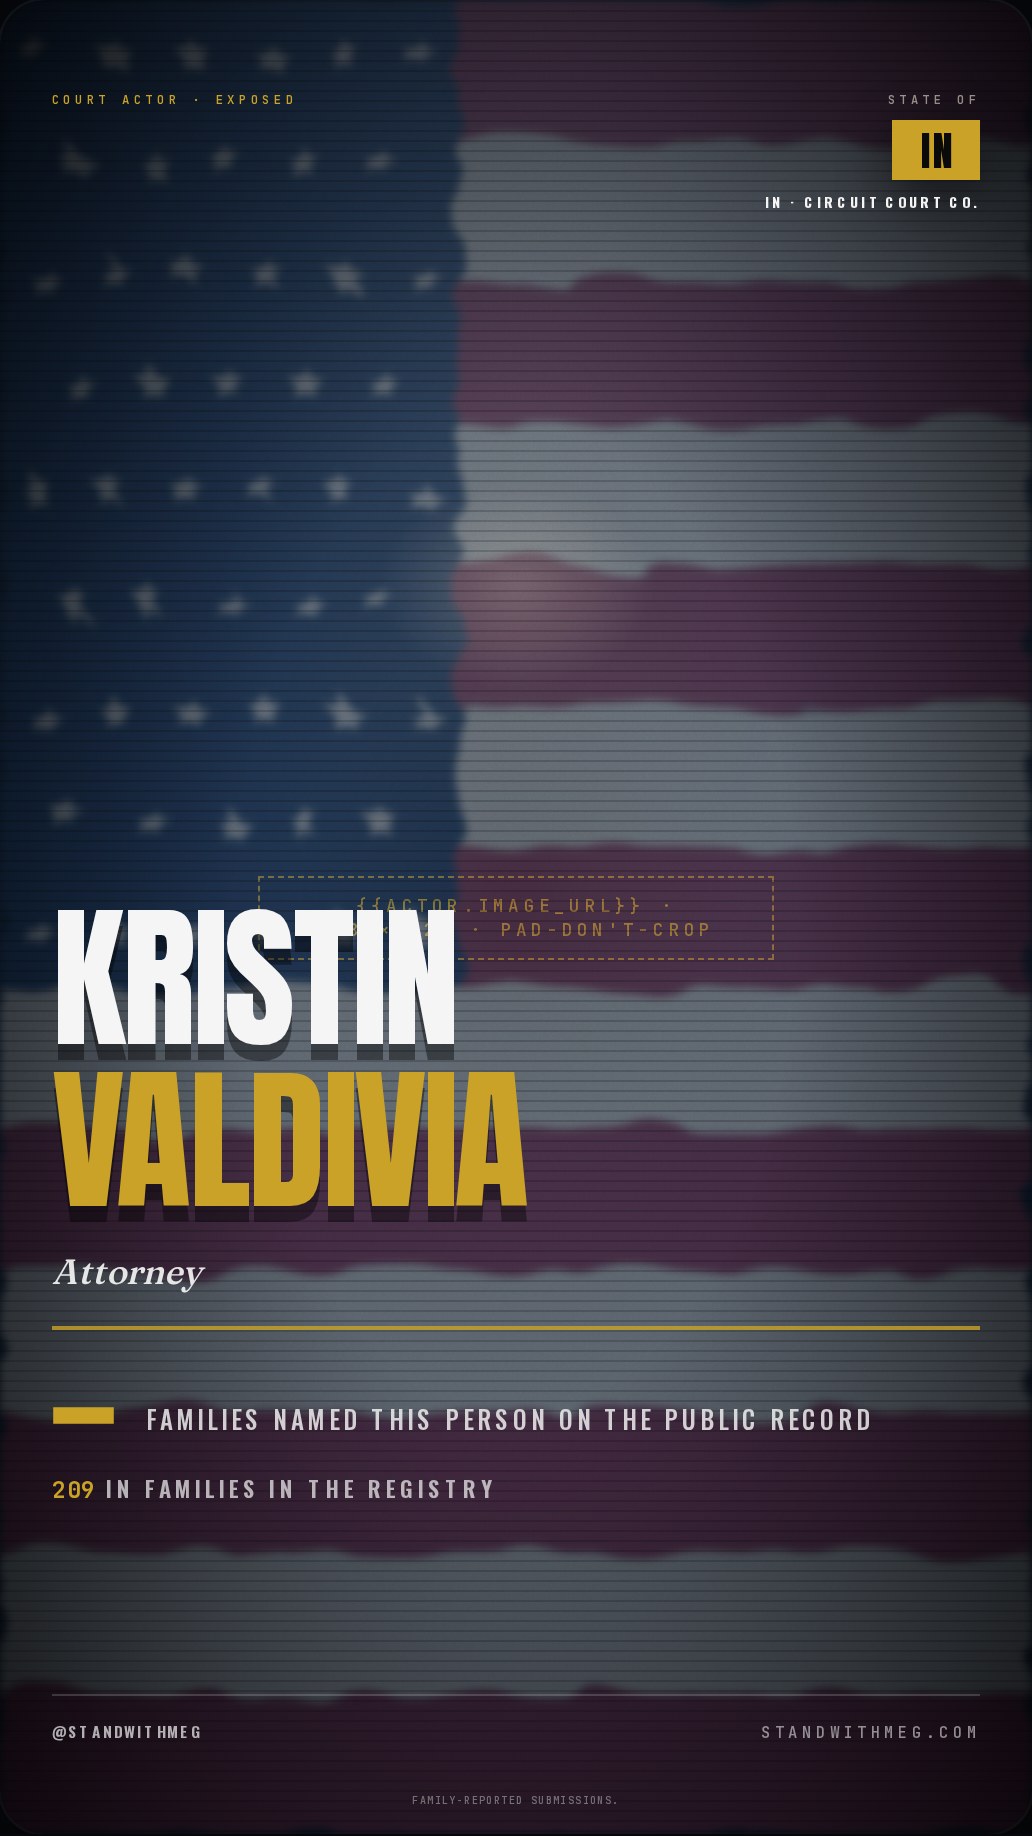 COURT ACTOR · EXPOSED
STATE OF
IN
IN · CIRCUIT COURT CO.
{{ACTOR.IMAGE_URL}} ·
· PAD-DON'T-CROP
KRISTIN
VALDIVIA
Attorney
FAMILIES NAMED THIS PERSON ON THE PUBLIC RECORD
209 IN FAMILIES IN THE REGISTRY
@STANDWITHMEG
STANDWITHMEG.COM
FAMILY-REPORTED SUBMISSIONS.